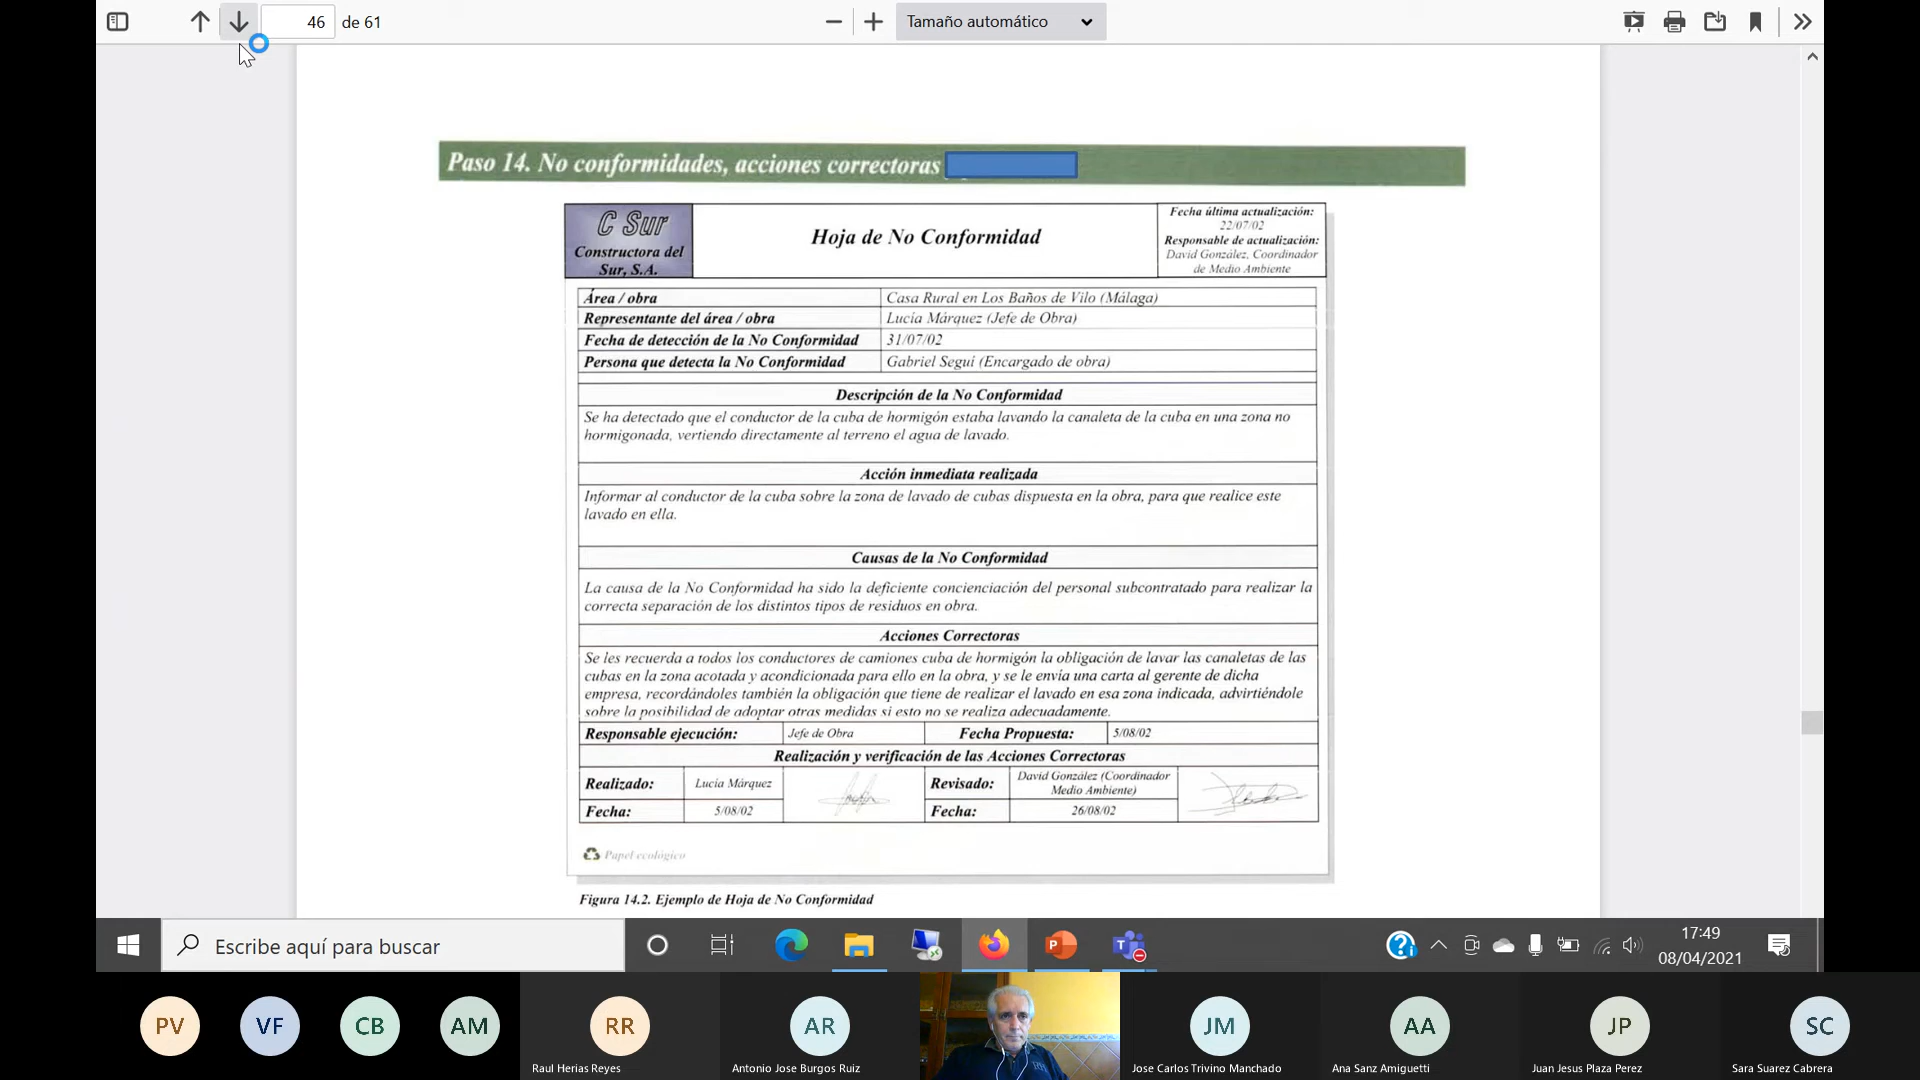 46 de 61
Tamaño automático
Paso 14. No conformidades, acciones correctoras
C Sur
Constructora del
Sur, S.A.
Hoja de No Conformidad
Fecha última actualización:
22/07/02
Responsable de actualización:
David González, Coordinador
de Medio Ambiente
Área / obra
Casa Rural en Los Baños de Vilo (Málaga)
Representante del área / obra
Lucía Márquez (Jefe de Obra)
Fecha de detección de la No Conformidad
31/07/02
Persona que detecta la No Conformidad
Gabriel Seguí (Encargado de obra)
Descripción de la No Conformidad
Se ha detectado que el conductor de la cuba de hormigón estaba lavando la canaleta de la cuba en una zona no
hormigonada, vertiendo directamente al terreno el agua de lavado.
Acción inmediata realizada
Informar al conductor de la cuba sobre la zona de lavado de cubas dispuesta en la obra, para que realice este
lavado en ella.
Causas de la No Conformidad
La causa de la No Conformidad ha sido la deficiente concienciación del personal subcontratado para realizar la
correcta separación de los distintos tipos de residuos en obra.
Acciones Correctoras
Se les recuerda a todos los conductores de camiones cuba de hormigón la obligación de lavar las canaletas de las
cubas en la zona acotada y acondicionada para ello en la obra, y se le envía una carta al gerente de dicha
empresa, recordándoles también la obligación que tiene de realizar el lavado en esa zona indicada, advirtiéndole
sobre la posibilidad de adoptar otras medidas si esto no se realiza adecuadamente.
Responsable ejecución:
Jefe de Obra
Fecha Propuesta:
5/08/02
Realización y verificación de las Acciones Correctoras
Realizado:
Lucía Márquez
Revisado:
David González (Coordinador
Medio Ambiente)
Fecha:
5/08/02
Fecha:
26/08/02
Papel ecológico
Figura 14.2. Ejemplo de Hoja de No Conformidad
Escribe aquí para buscar
17:49
08/04/2021
PV
VF
CB
AM
RR
AR
JM
AA
JP
SC
Raul Herias Reyes
Antonio Jose Burgos Ruiz
Jose Carlos Trivino Manchado
Ana Sanz Amiguetti
Juan Jesus Plaza Perez
Sara Suarez Cabrera